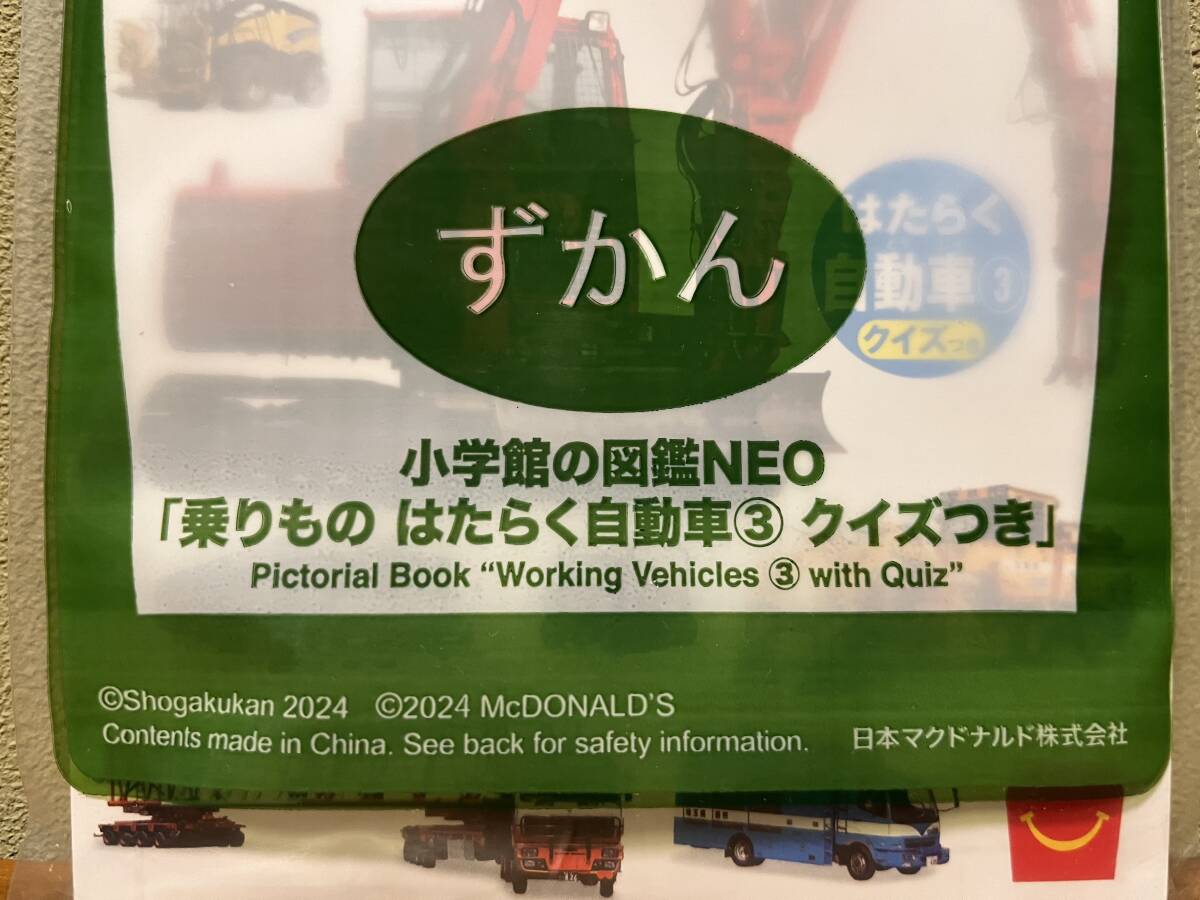 ずかん
はたらく
自動車③
クイズつき
小学館の図鑑NEO
「乗りもの はたらく自動車③ クイズつき」
Pictorial Book “Working Vehicles ③ with Quiz”
©Shogakukan 2024 ©2024 McDONALD'S
Contents made in China. See back for safety information.
日本マクドナルド株式会社